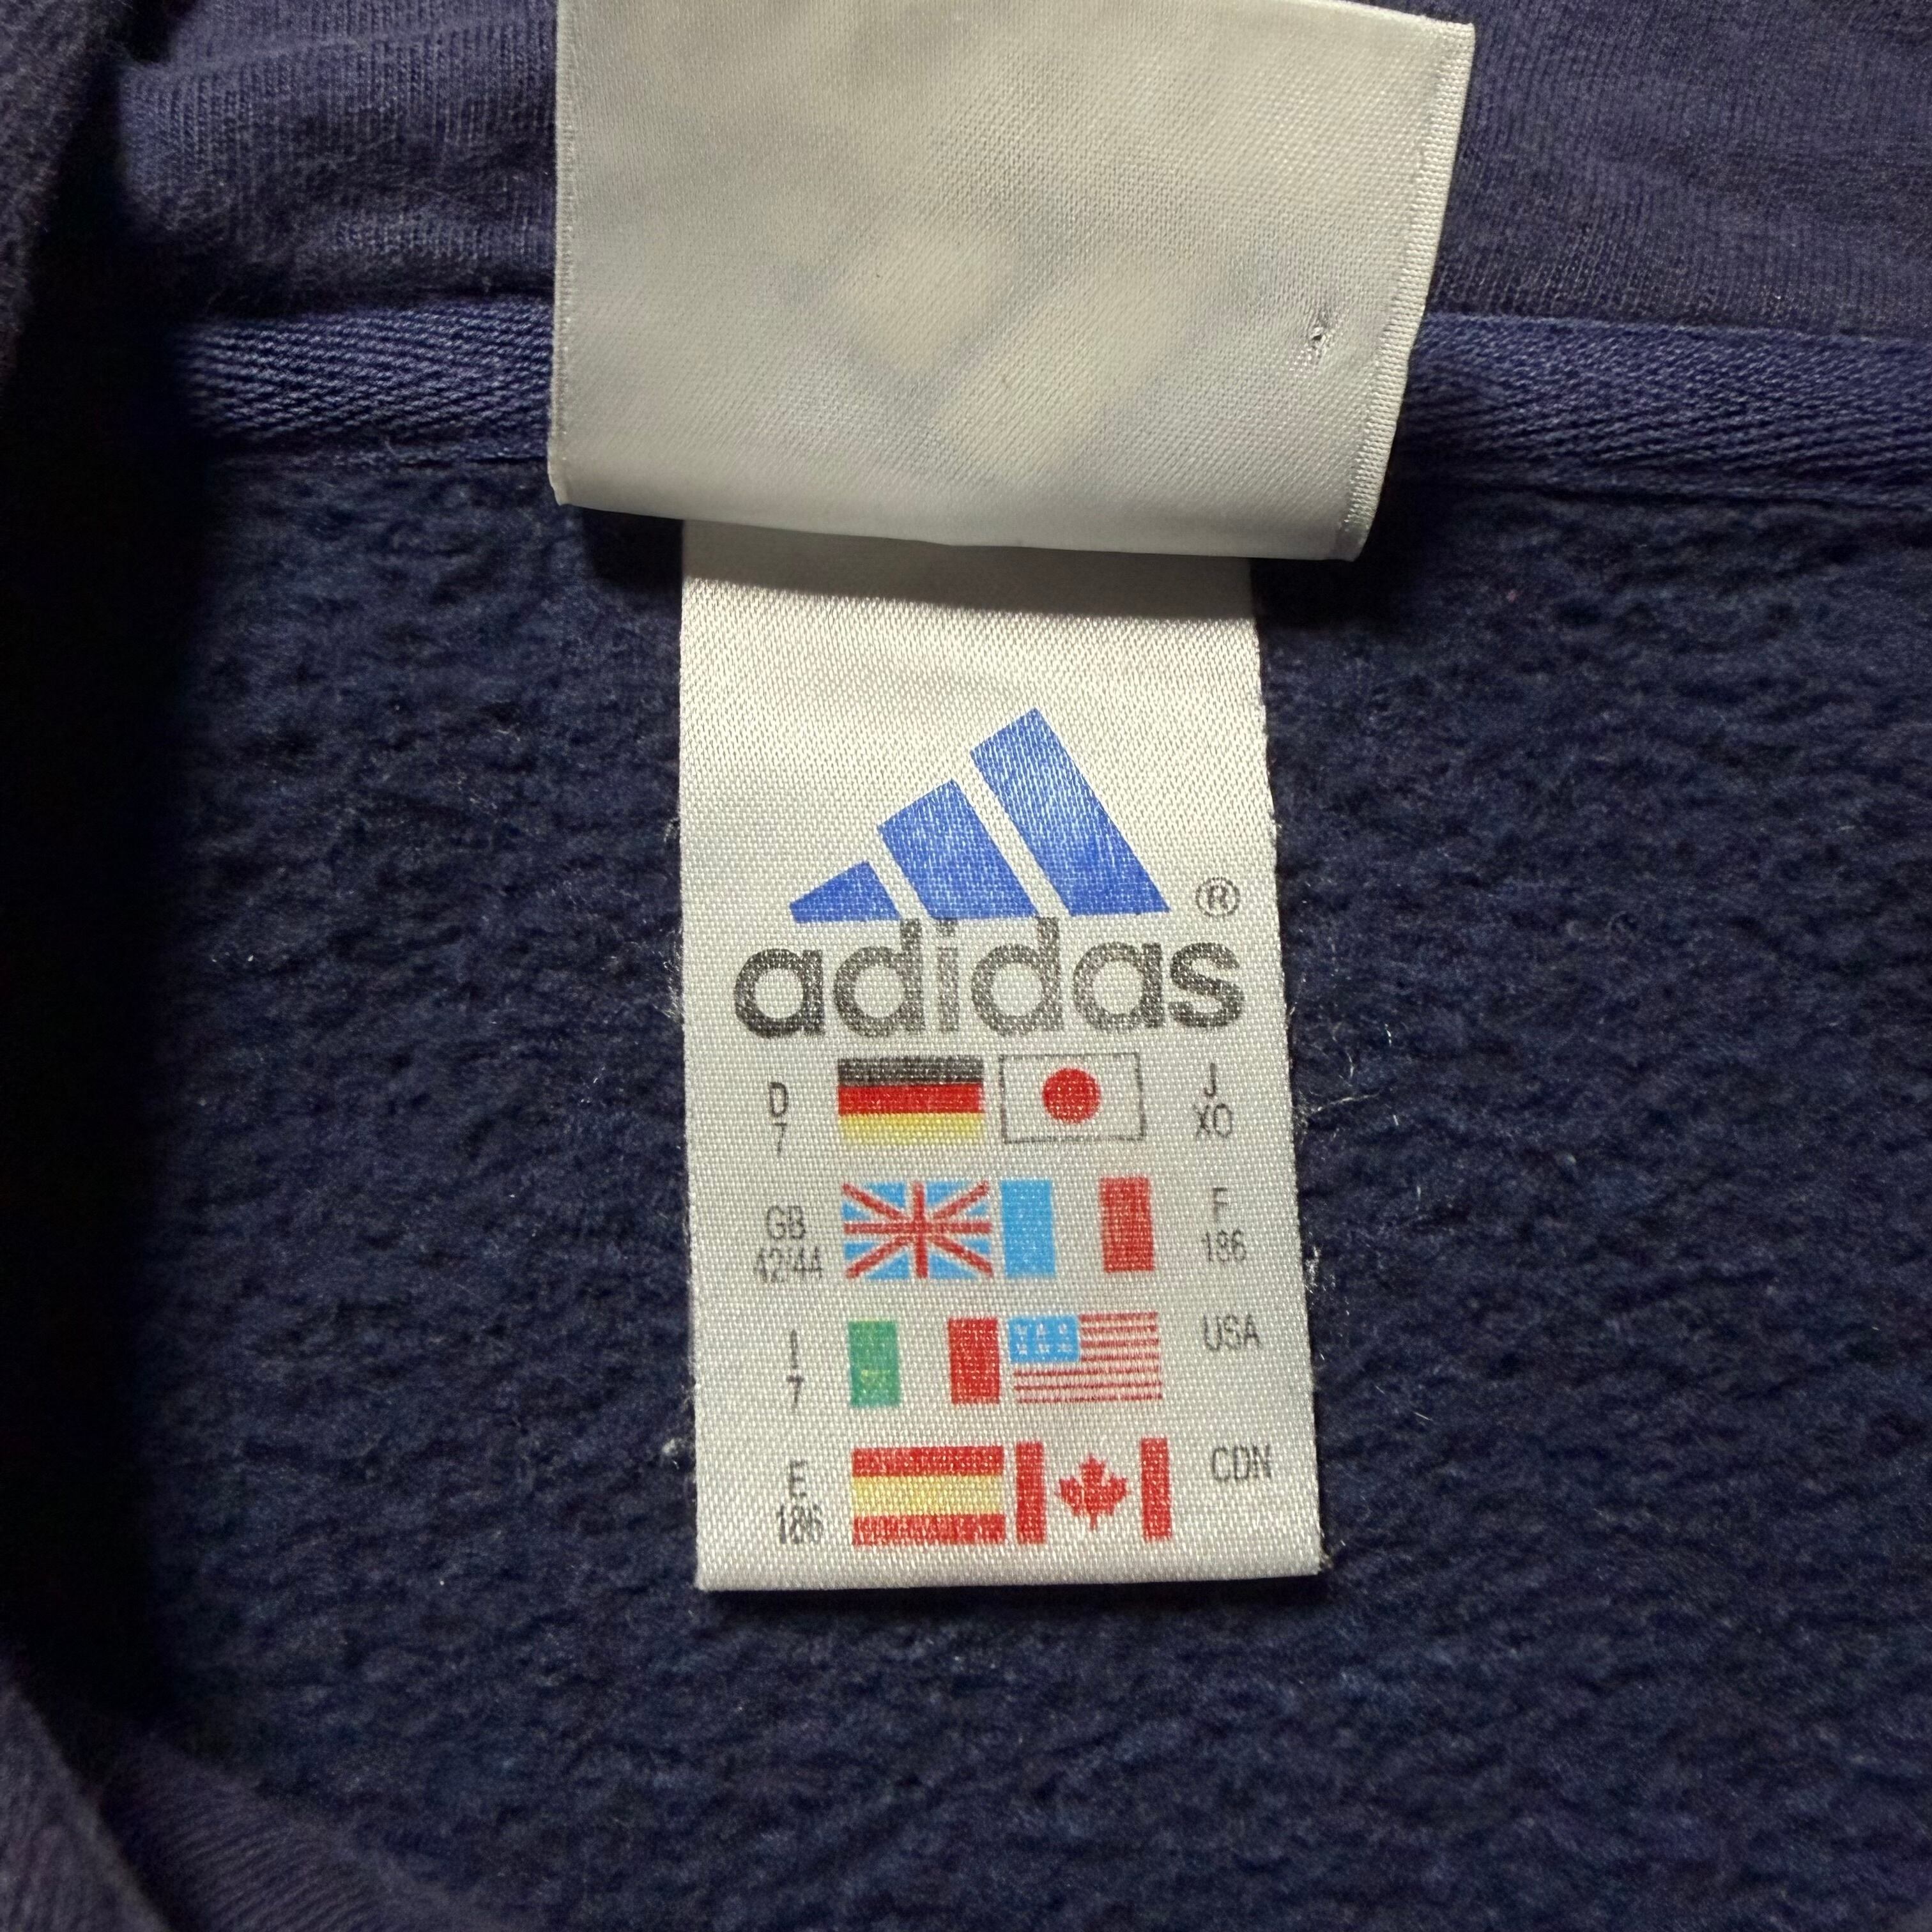 ®
adidas
D J
7 XO
GB F
42/44 186
I USA
7
E CDN
186